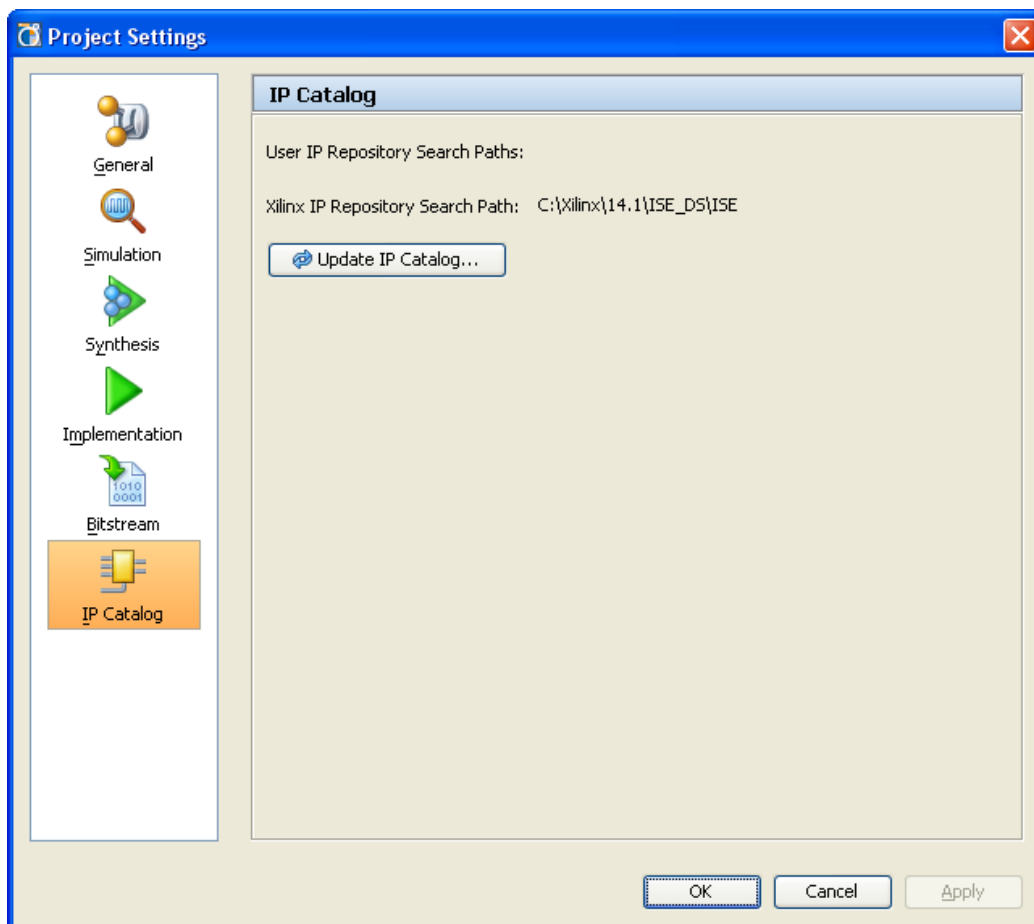 Project Settings
General
Simulation
Synthesis
Implementation
1010
0001
Bitstream
IP Catalog
IP Catalog
User IP Repository Search Paths:
Xilinx IP Repository Search Path: C:\Xilinx\14.1\ISE_DS\ISE
Update IP Catalog...
OK Cancel Apply